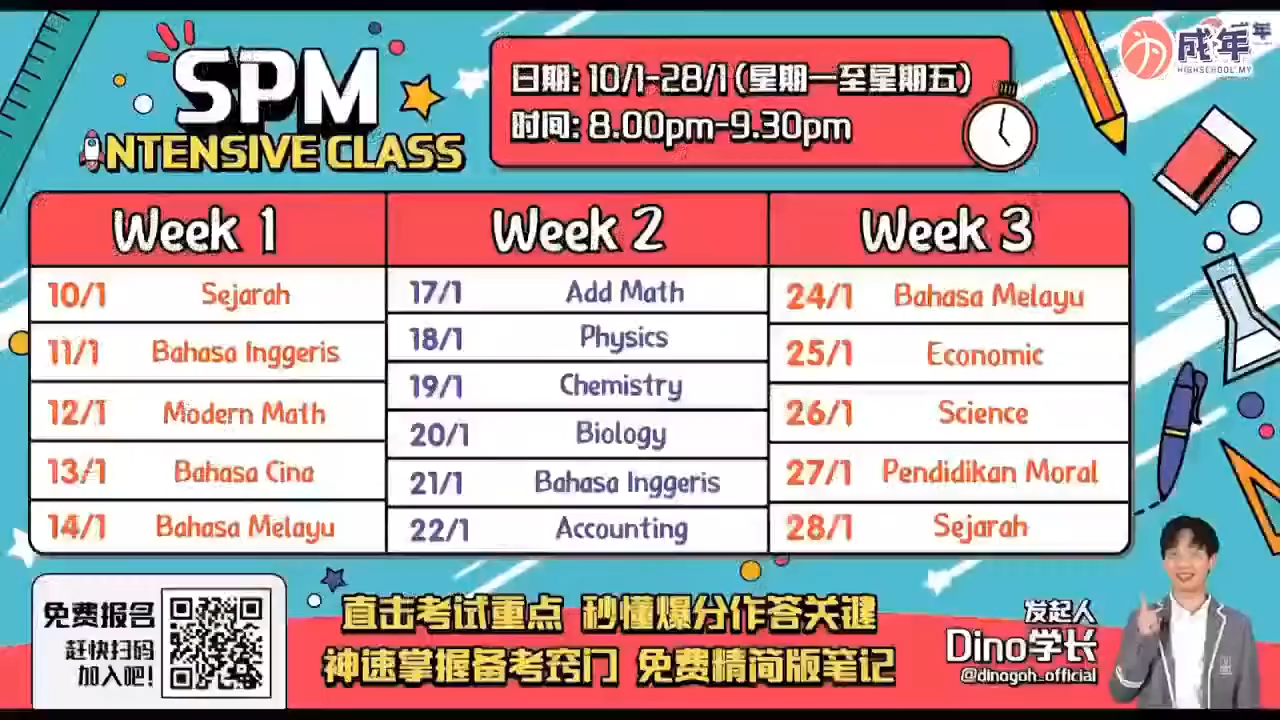 SPM
INTENSIVE CLASS
日期: 10/1-28/1 (星期一至星期五)
时间: 8.00pm-9.30pm
成年
HIGHSCHOOL.MY
Week 1
10/1 Sejarah
11/1 Bahasa Inggeris
12/1 Modern Math
13/1 Bahasa Cina
14/1 Bahasa Melayu
Week 2
17/1 Add Math
18/1 Physics
19/1 Chemistry
20/1 Biology
21/1 Bahasa Inggeris
22/1 Accounting
Week 3
24/1 Bahasa Melayu
25/1 Economic
26/1 Science
27/1 Pendidikan Moral
28/1 Sejarah
免费报名
赶快扫码
加入吧!
直击考试重点 秒懂爆分作答关键
神速掌握备考窍门 免费精简版笔记
发起人
Dino学长
@dinogoh_official